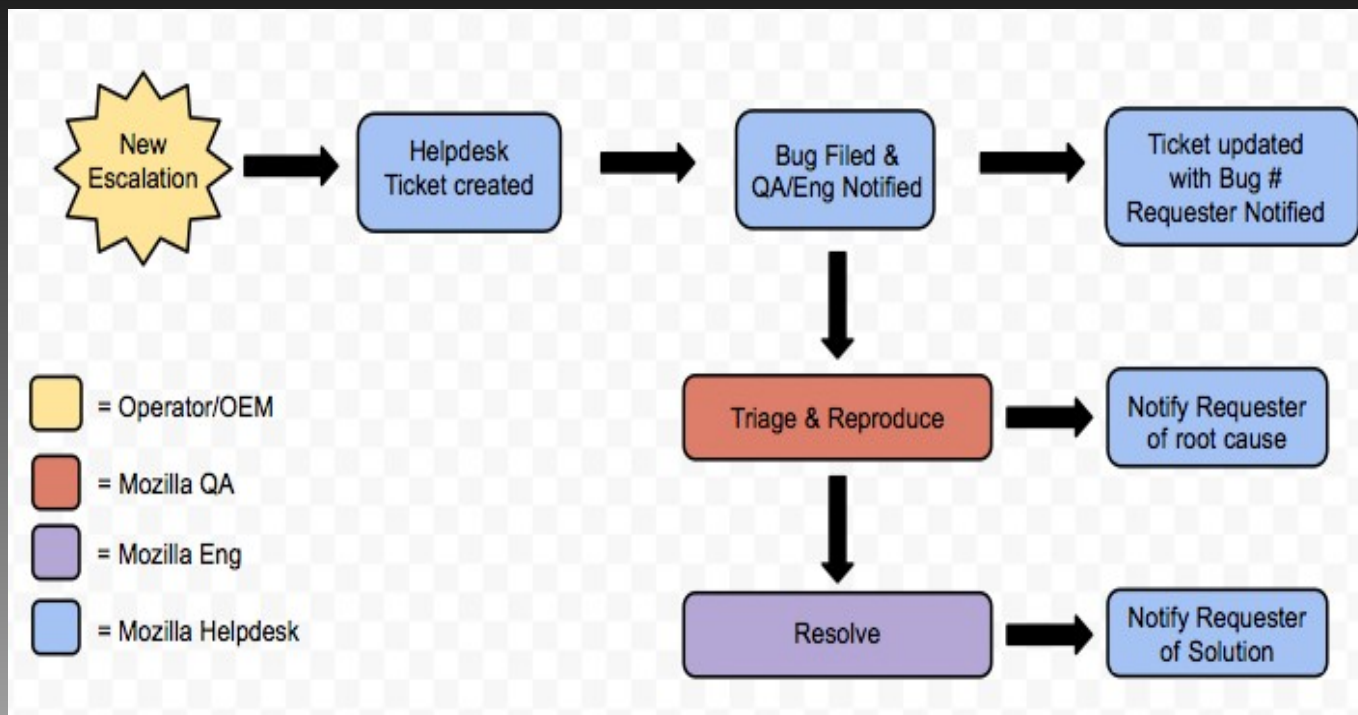 New
Escalation
Helpdesk
Ticket created
Bug Filed &
QA/Eng Notified
Ticket updated
with Bug #
Requester Notified
Triage & Reproduce
Notify Requester
of root cause
Resolve
Notify Requester
of Solution
= Operator/OEM
= Mozilla QA
= Mozilla Eng
= Mozilla Helpdesk